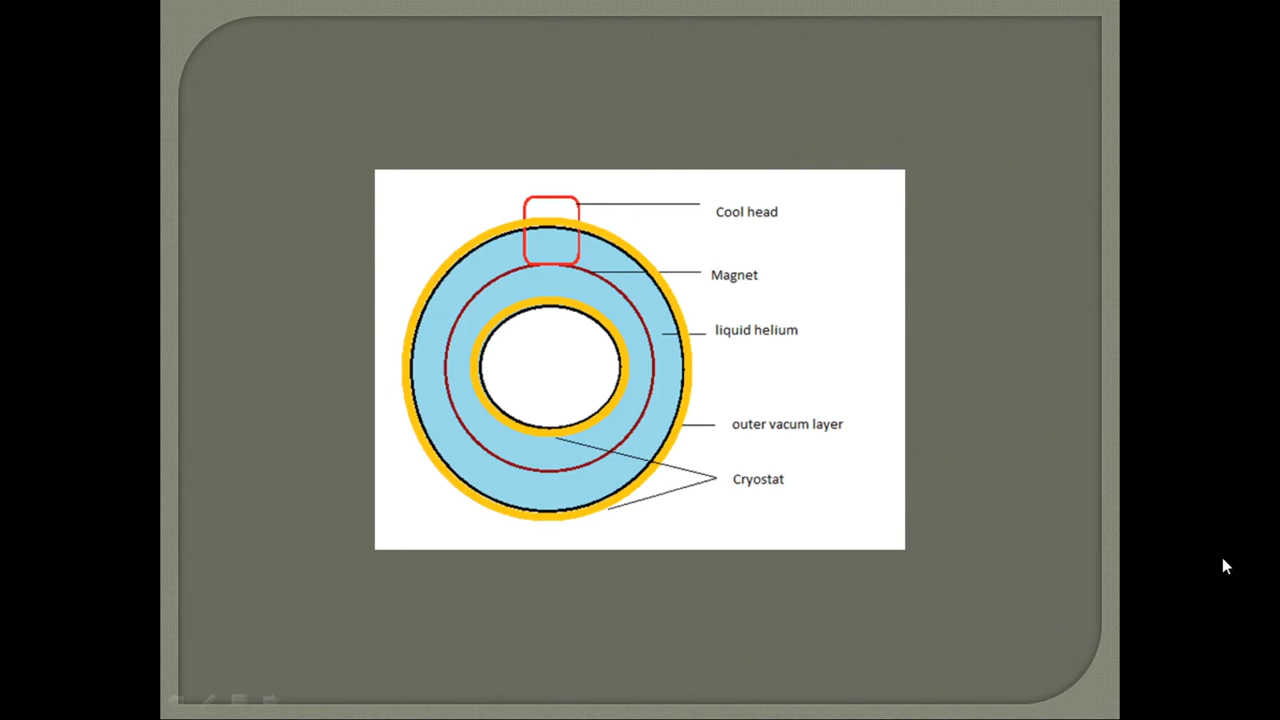 Cool head
Magnet
liquid helium
outer vacum layer
Cryostat